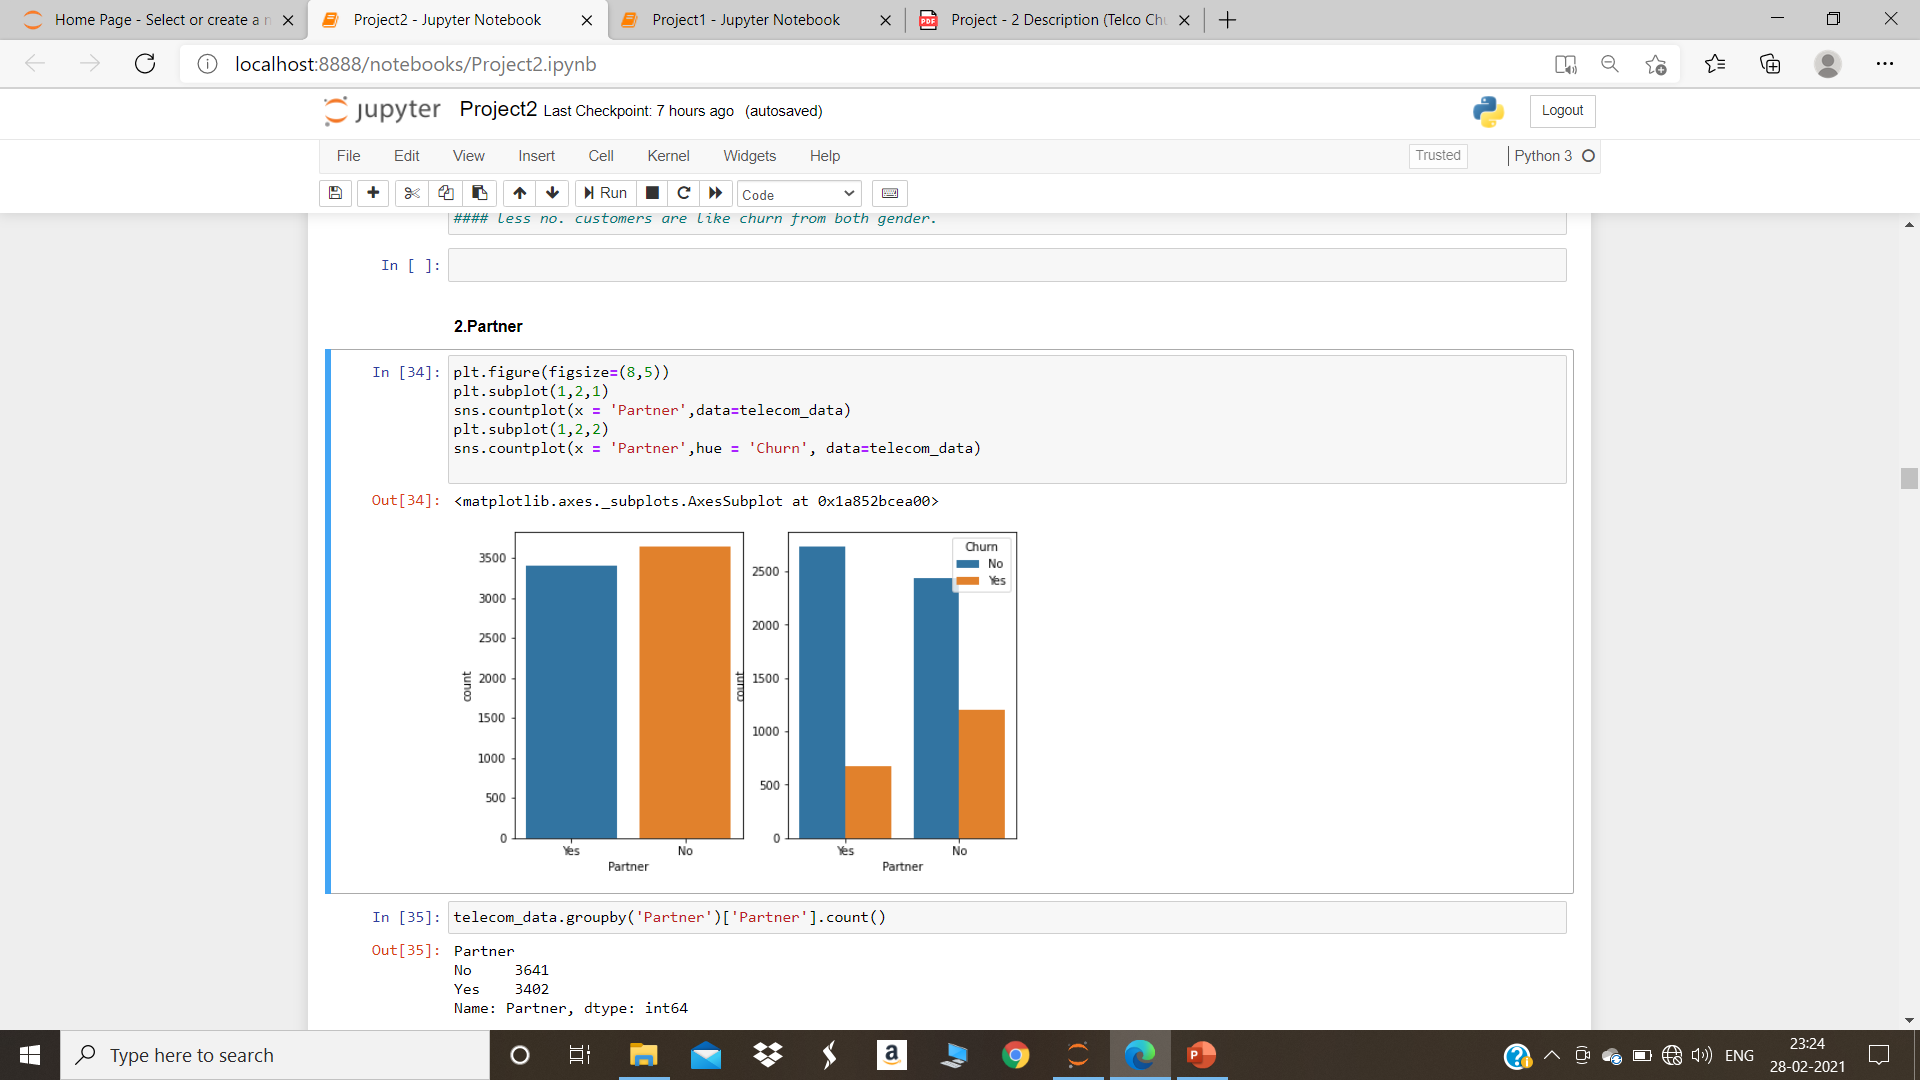 Home Page - Select or create a n
Project2 - Jupyter Notebook
Project1 - Jupyter Notebook
PDF
Project - 2 Description (Telco Chu
localhost:8888/notebooks/Project2.ipynb
jupyter Project2 Last Checkpoint: 7 hours ago (autosaved)
Logout
File Edit View Insert Cell Kernel Widgets Help
Trusted
Python 3
Run
Code
#### less no. customers are like churn from both gender.
In [ ]:
2.Partner
In [34]: plt.figure(figsize=(8,5))
plt.subplot(1,2,1)
sns.countplot(x = 'Partner',data=telecom_data)
plt.subplot(1,2,2)
sns.countplot(x = 'Partner',hue = 'Churn', data=telecom_data)
Out[34]: <matplotlib.axes._subplots.AxesSubplot at 0x1a852bcea00>
3500
3000
2500
2000
1500
1000
500
0
count
Yes No
Partner
2500
2000
1500
1000
500
0
count
Churn
No
Yes
Yes No
Partner
In [35]: telecom_data.groupby('Partner')['Partner'].count()
Out[35]: Partner
No 3641
Yes 3402
Name: Partner, dtype: int64
Type here to search
a
P
ENG
23:24
28-02-2021